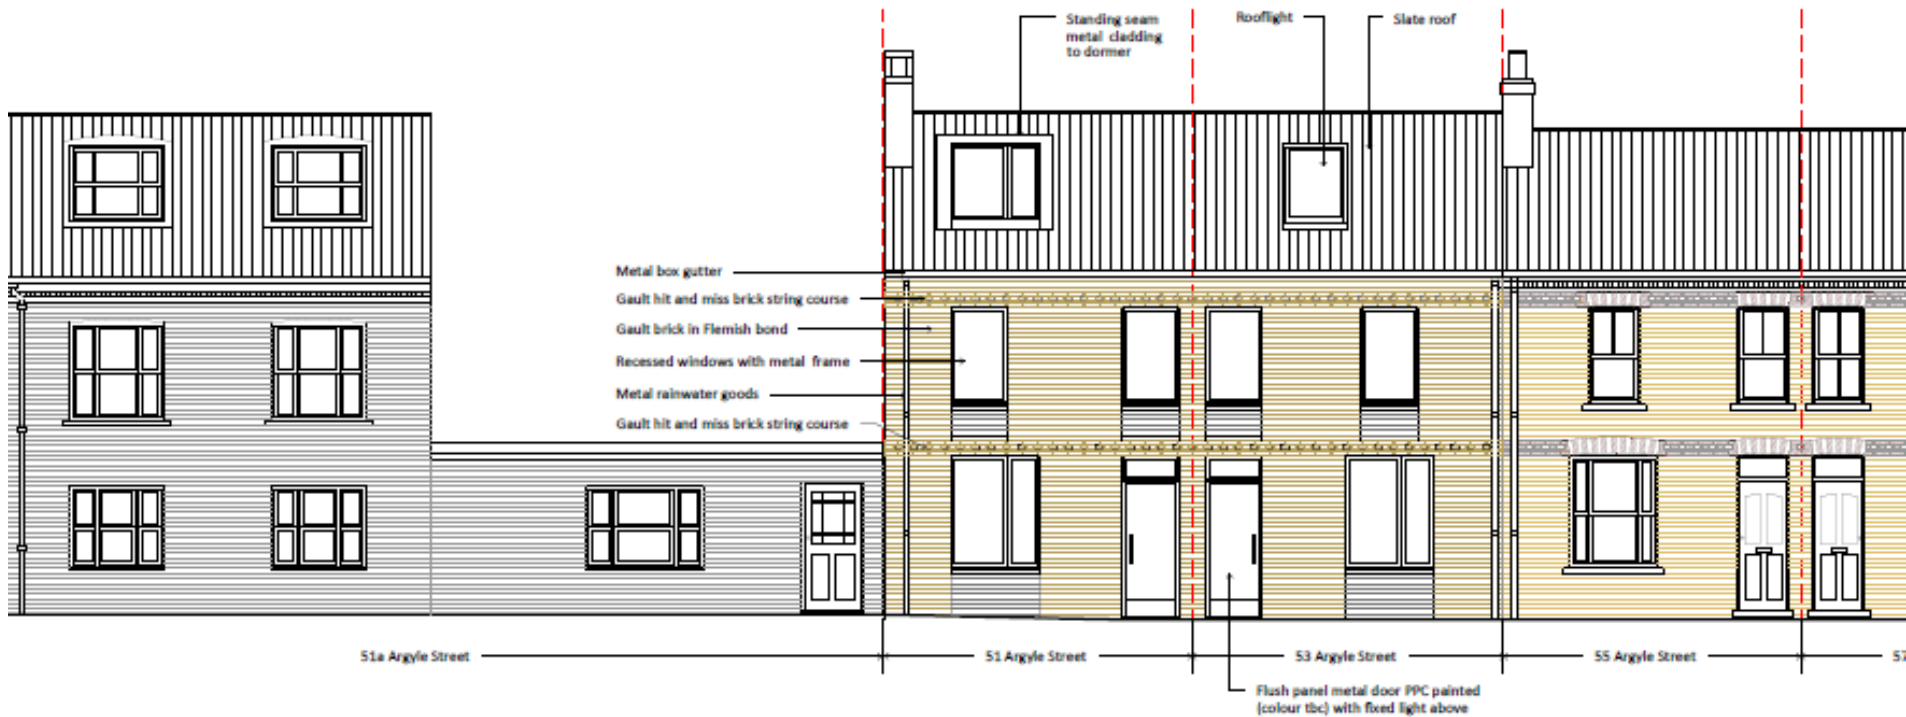 Standing seam
metal cladding
to dormer
Rooflight
Slate roof
Metal box gutter
Gault hit and miss brick string course
Gault brick in Flemish bond
Recessed windows with metal frame
Metal rainwater goods
Gault hit and miss brick string course
51a Argyle Street
51 Argyle Street
53 Argyle Street
55 Argyle Street
57
Flush panel metal door PPC painted
(colour tbc) with fixed light above